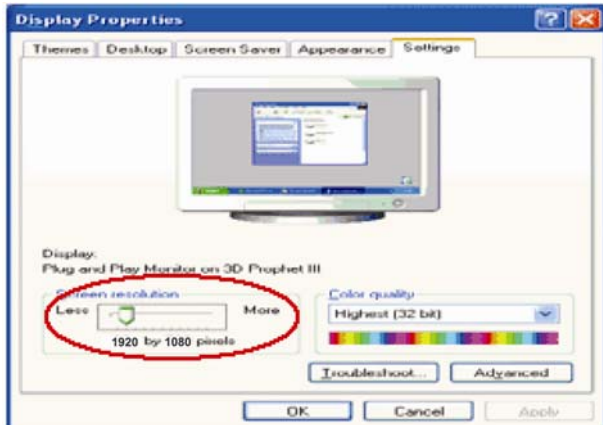 Display Properties
Themes Desktop Screen Saver Appearance Settings
Display:
Plug and Play Monitor on 3D Prophet III
Screen resolution
Less More
1920 by 1080 pixels
Color quality
Highest (32 bit)
Troubleshoot... Advanced
OK Cancel Apply